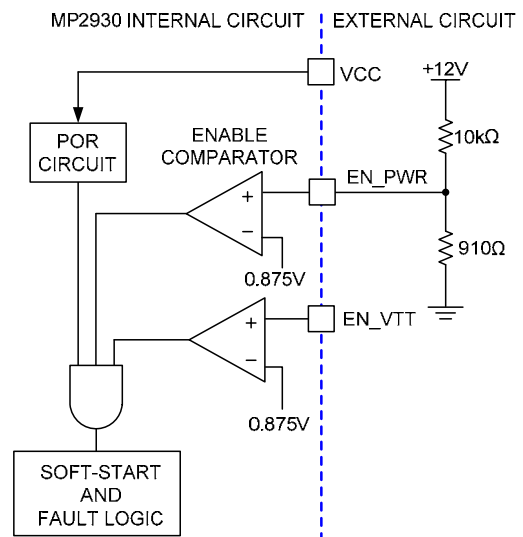 MP2930 INTERNAL CIRCUIT
EXTERNAL CIRCUIT
VCC
+12V
POR
CIRCUIT
ENABLE
COMPARATOR
10kΩ
EN_PWR
+
−
0.875V
910Ω
EN_VTT
+
−
0.875V
SOFT-START
AND
FAULT LOGIC